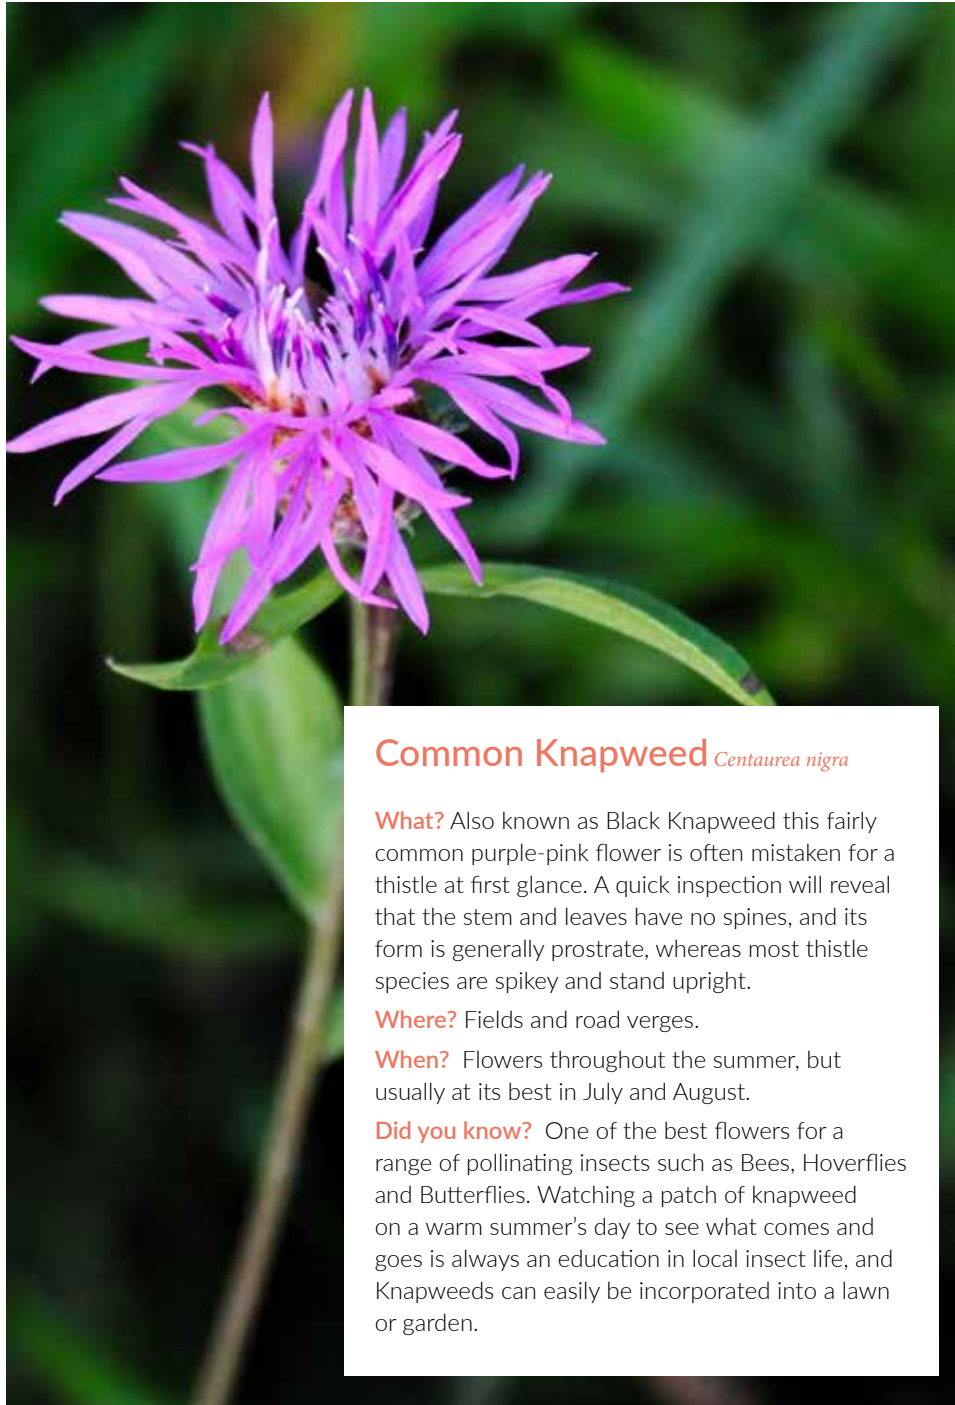 Common Knapweed Centaurea nigra
What? Also known as Black Knapweed this fairly
common purple-pink flower is often mistaken for a
thistle at first glance. A quick inspection will reveal
that the stem and leaves have no spines, and its
form is generally prostrate, whereas most thistle
species are spikey and stand upright.
Where? Fields and road verges.
When? Flowers throughout the summer, but
usually at its best in July and August.
Did you know? One of the best flowers for a
range of pollinating insects such as Bees, Hoverflies
and Butterflies. Watching a patch of knapweed
on a warm summer’s day to see what comes and
goes is always an education in local insect life, and
Knapweeds can easily be incorporated into a lawn
or garden.